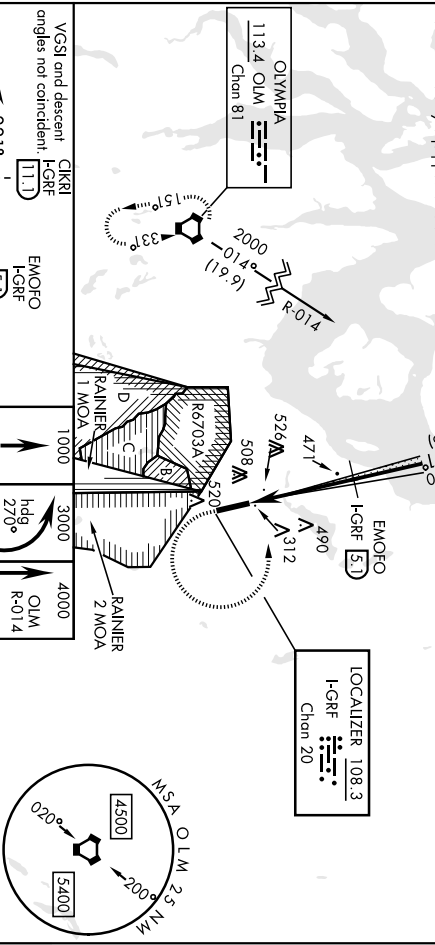 OLYMPIA
113.4 OLM
Chan 81
2000
014°
(19.9)
R-014
151°
331°
VGSI and descent
angles not coincident.
CIKRI
I-GRF
11.1
EMOFO
I-GRF
5.1
EMOFO
I-GRF 5.1
471
526
508
490
312
520
R6703A
B
C
D
RAINIER
1 MOA
RAINIER
2 MOA
LOCALIZER 108.3
I-GRF
Chan 20
1000
3000
hdg
270°
4000
OLM
R-014
MSA OLM 25 NM
4500
5400
020°
200°